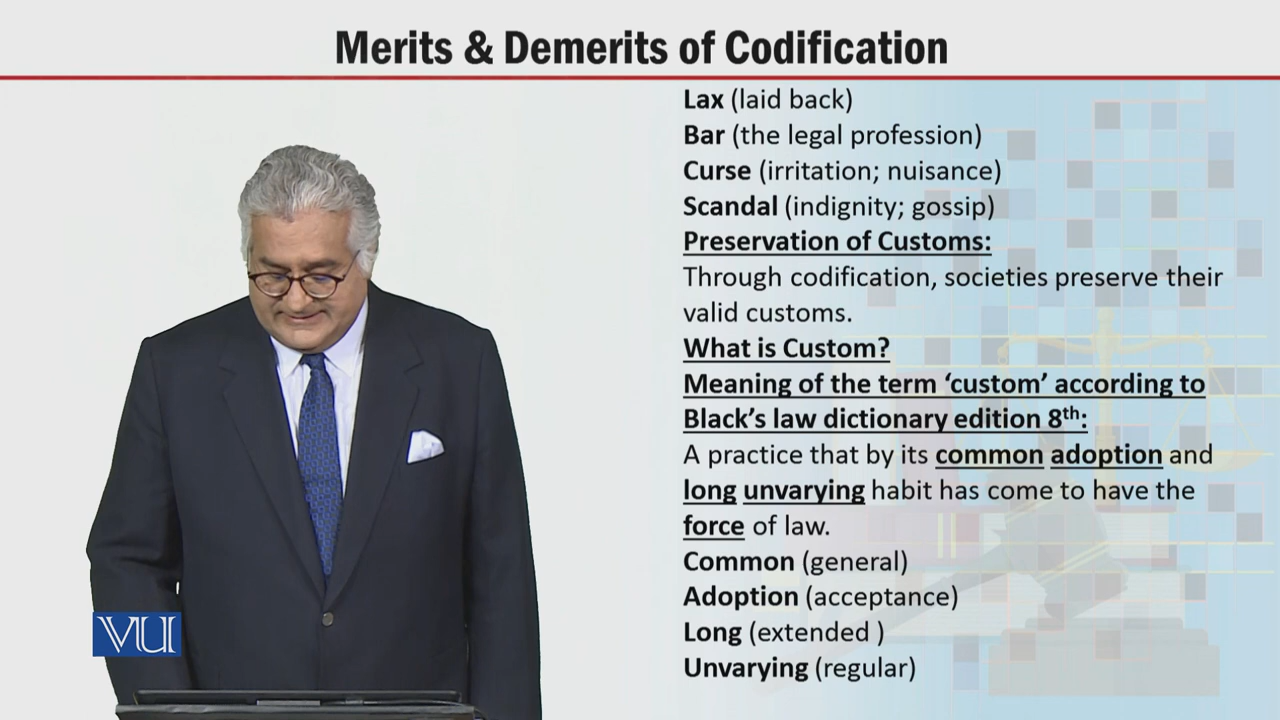 Merits & Demerits of Codification
Lax (laid back)
Bar (the legal profession)
Curse (irritation; nuisance)
Scandal (indignity; gossip)
Preservation of Customs:
Through codification, societies preserve their
valid customs.
What is Custom?
Meaning of the term ‘custom’ according to
Black’s law dictionary edition 8th:
A practice that by its common adoption and
long unvarying habit has come to have the
force of law.
Common (general)
Adoption (acceptance)
Long (extended )
Unvarying (regular)
VU